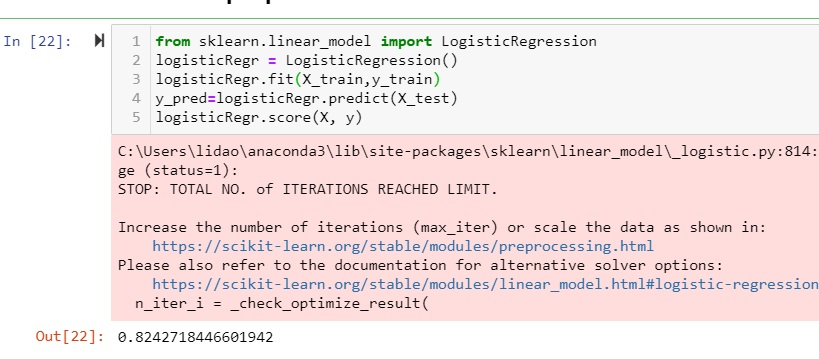 In [22]:
1 from sklearn.linear_model import LogisticRegression
2 logisticRegr = LogisticRegression()
3 logisticRegr.fit(X_train,y_train)
4 y_pred=logisticRegr.predict(X_test)
5 logisticRegr.score(X, y)
C:\Users\lidao\anaconda3\lib\site-packages\sklearn\linear_model\_logistic.py:814:
ge (status=1):
STOP: TOTAL NO. of ITERATIONS REACHED LIMIT.
Increase the number of iterations (max_iter) or scale the data as shown in:
https://scikit-learn.org/stable/modules/preprocessing.html
Please also refer to the documentation for alternative solver options:
https://scikit-learn.org/stable/modules/linear_model.html#logistic-regression
n_iter_i = _check_optimize_result(
Out[22]: 0.8242718446601942